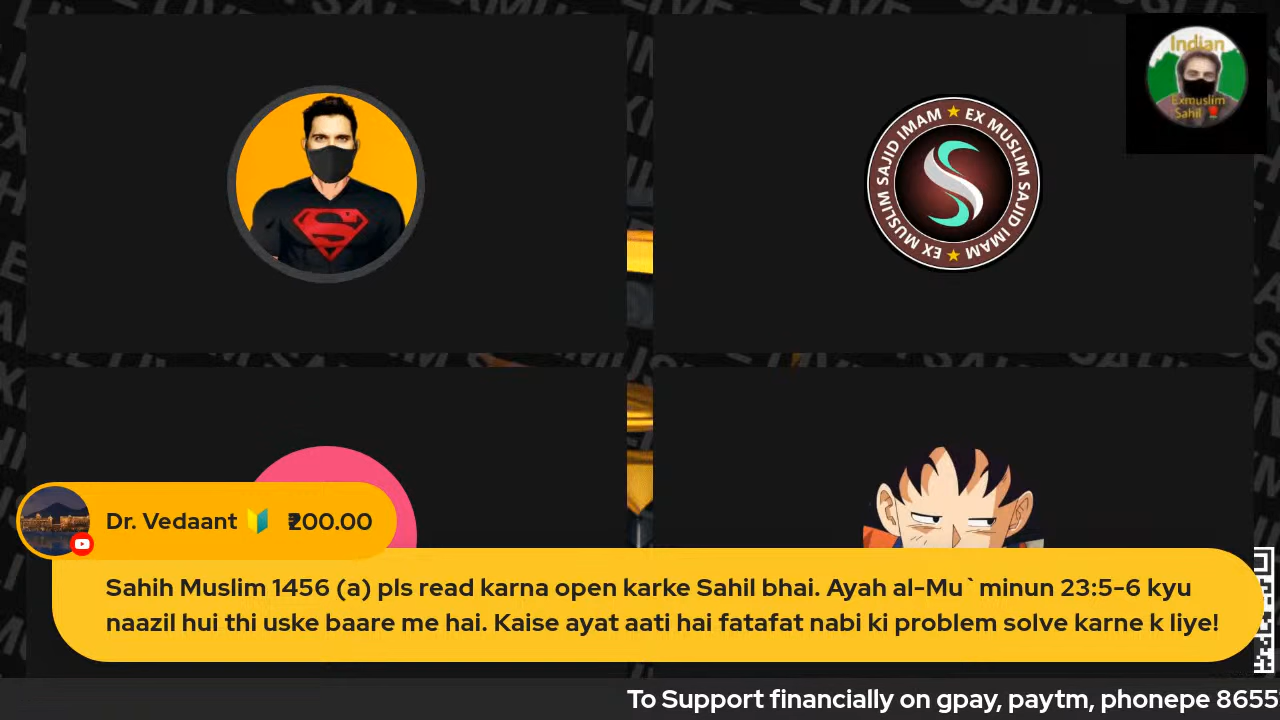 Indian
Exmuslim
Sahil
EX MUSLIM SAJID IMAM ★ EX MUSLIM SAJID IMAM ★
Dr. Vedaant ₹200.00
Sahih Muslim 1456 (a) pls read karna open karke Sahil bhai. Ayah al-Mu`minun 23:5-6 kyu
naazil hui thi uske baare me hai. Kaise ayat aati hai fatafat nabi ki problem solve karne k liye!
To Support financially on gpay, paytm, phonepe 8655